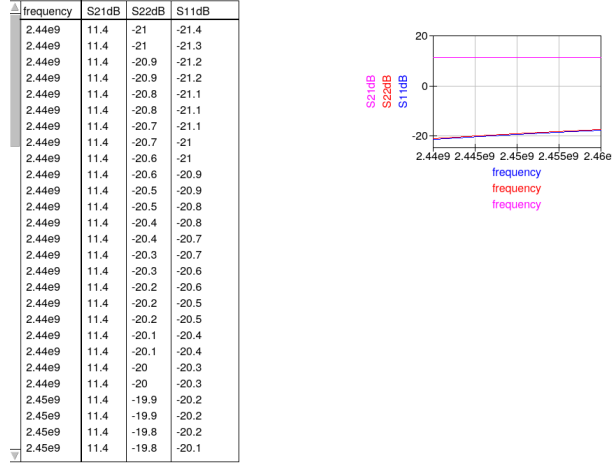 frequency S21dB S22dB S11dB
2.44e9 11.4 -21 -21.4
2.44e9 11.4 -21 -21.3
2.44e9 11.4 -20.9 -21.2
2.44e9 11.4 -20.9 -21.2
2.44e9 11.4 -20.8 -21.1
2.44e9 11.4 -20.8 -21.1
2.44e9 11.4 -20.7 -21.1
2.44e9 11.4 -20.7 -21
2.44e9 11.4 -20.6 -21
2.44e9 11.4 -20.6 -20.9
2.44e9 11.4 -20.5 -20.9
2.44e9 11.4 -20.5 -20.8
2.44e9 11.4 -20.4 -20.8
2.44e9 11.4 -20.4 -20.7
2.44e9 11.4 -20.3 -20.7
2.44e9 11.4 -20.3 -20.6
2.44e9 11.4 -20.2 -20.6
2.44e9 11.4 -20.2 -20.5
2.44e9 11.4 -20.2 -20.5
2.44e9 11.4 -20.1 -20.4
2.44e9 11.4 -20.1 -20.4
2.44e9 11.4 -20 -20.3
2.44e9 11.4 -20 -20.3
2.45e9 11.4 -19.9 -20.2
2.45e9 11.4 -19.9 -20.2
2.45e9 11.4 -19.8 -20.2
2.45e9 11.4 -19.8 -20.1
S21dB
S22dB
S11dB
20
0
-20
2.44e9 2.445e9 2.45e9 2.455e9 2.46e
frequency
frequency
frequency